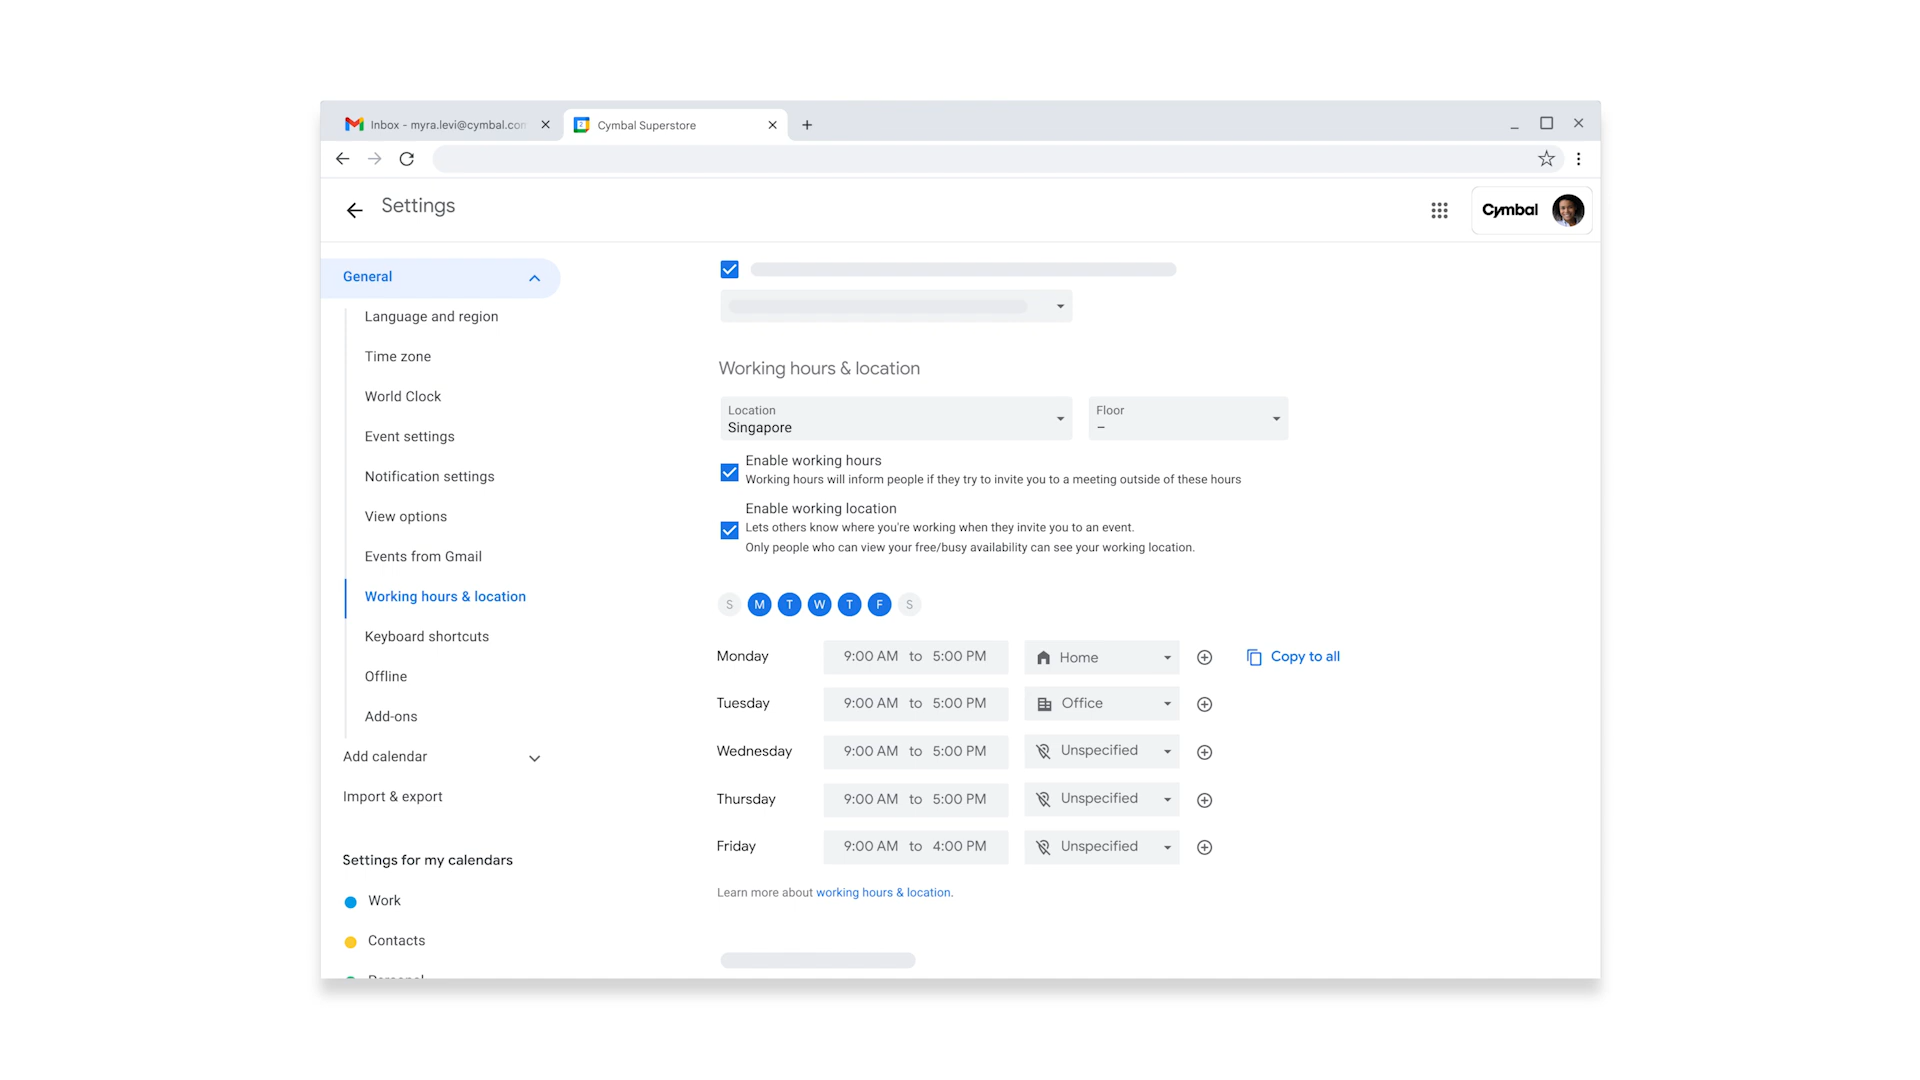 Inbox - myra.levi@cymbal.con
Cymbal Superstore
Settings
Cymbal
General
Language and region
Time zone
World Clock
Event settings
Notification settings
View options
Events from Gmail
Working hours & location
Keyboard shortcuts
Offline
Add-ons
Add calendar
Import & export
Settings for my calendars
Work
Contacts
Personal
Working hours & location
Location
Singapore
Floor
–
Enable working hours
Working hours will inform people if they try to invite you to a meeting outside of these hours
Enable working location
Lets others know where you're working when they invite you to an event.
Only people who can view your free/busy availability can see your working location.
S M T W T F S
Monday 9:00 AM to 5:00 PM Home Copy to all
Tuesday 9:00 AM to 5:00 PM Office
Wednesday 9:00 AM to 5:00 PM Unspecified
Thursday 9:00 AM to 5:00 PM Unspecified
Friday 9:00 AM to 4:00 PM Unspecified
Learn more about working hours & location.